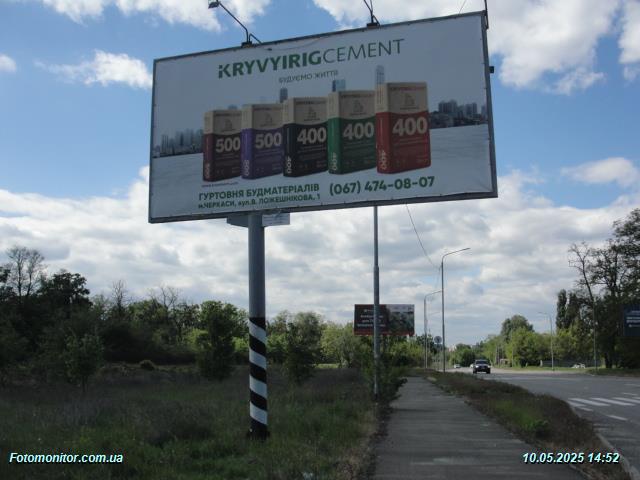 KRYVYIRIGCEMENT
БУДУЄМО ЖИТТЯ
500 500 400 400 400
ГУРТОВНЯ БУДМАТЕРІАЛІВ (067) 474-08-07
м.ЧЕРКАСИ, вул.В. ЛОЖЕШНІКОВА, 1
Fotomonitor.com.ua
10.05.2025 14:52